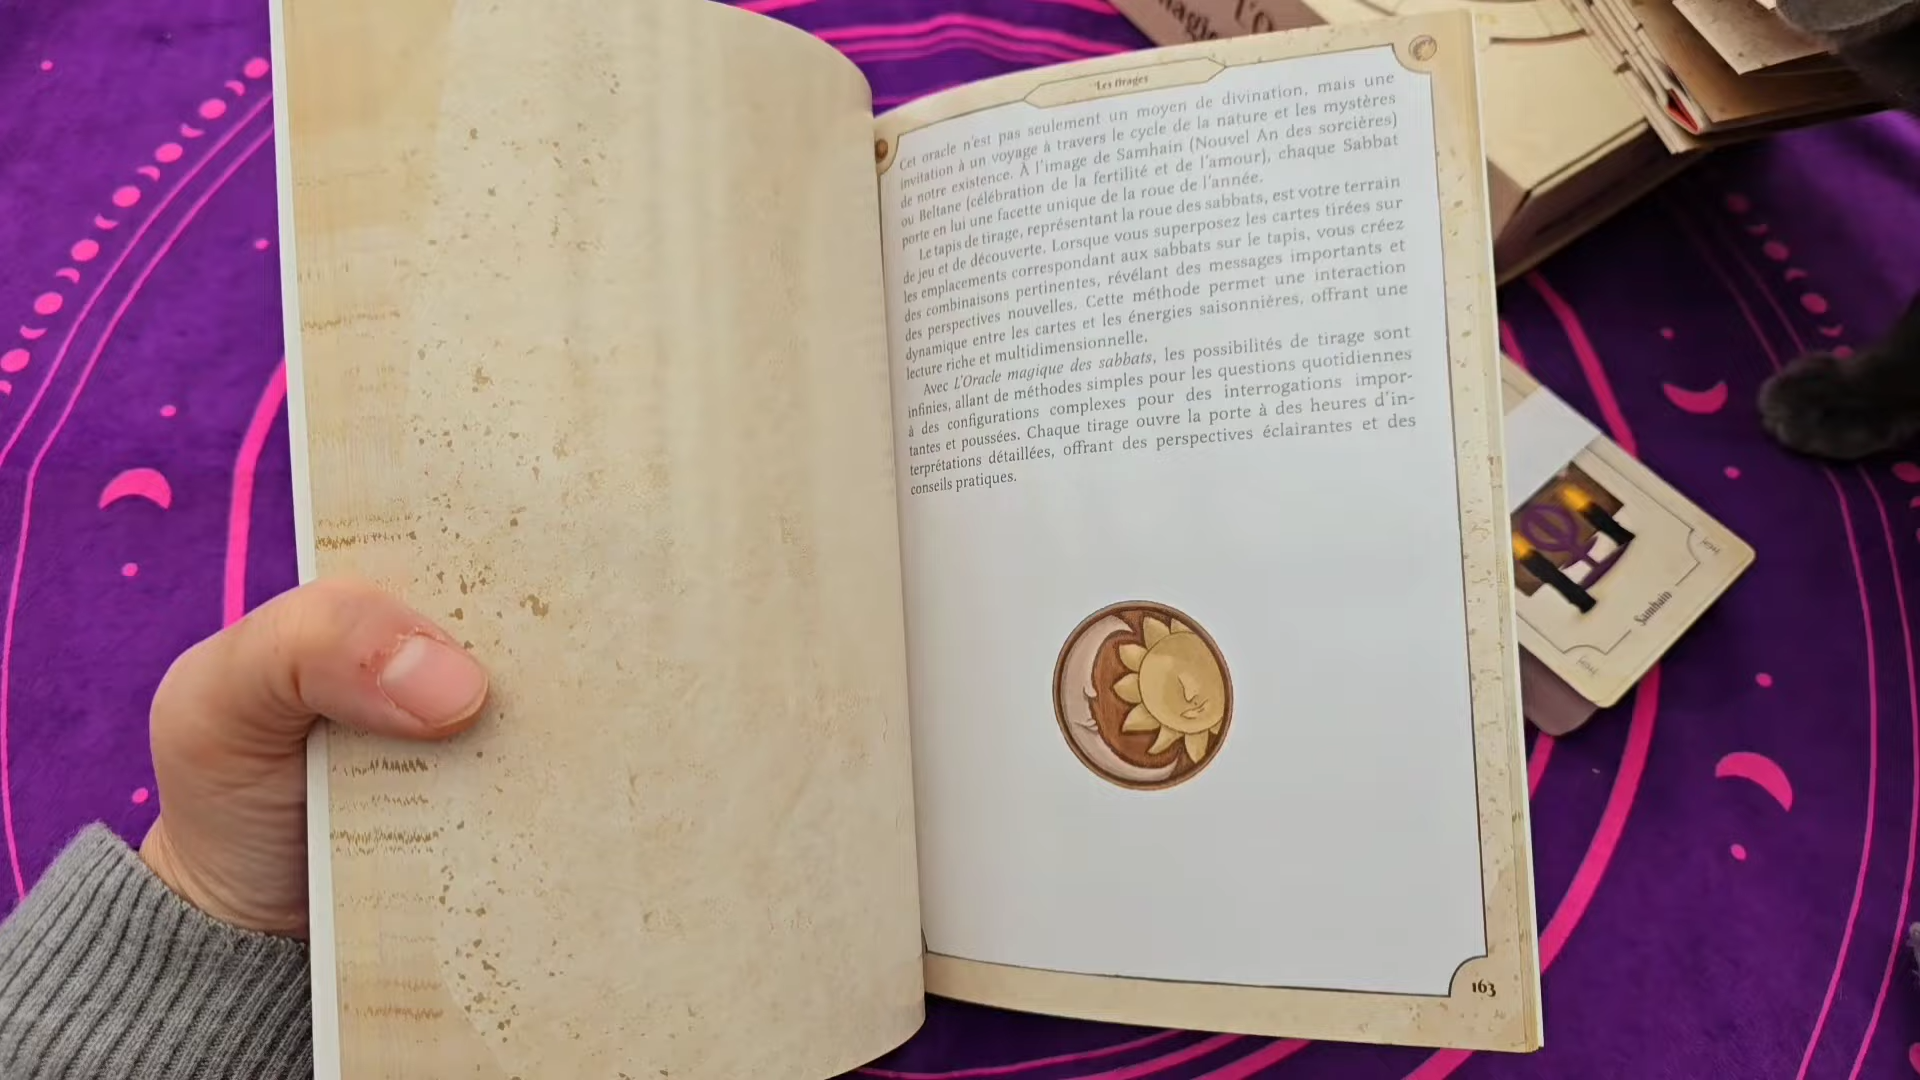 L'O
magi
Les tirages
Cet oracle n'est pas seulement un moyen de divination, mais une
invitation à un voyage à travers le cycle de la nature et les mystères
de notre existence. À l'image de Samhain (Nouvel An des sorcières)
ou Beltane (célébration de la fertilité et de l'amour), chaque Sabbat
porte en lui une facette unique de la roue de l'année.
Le tapis de tirage, représentant la roue des sabbats, est votre terrain
de jeu et de découverte. Lorsque vous superposez les cartes tirées sur
les emplacements correspondant aux sabbats sur le tapis, vous créez
des combinaisons pertinentes, révélant des messages importants et
des perspectives nouvelles. Cette méthode permet une interaction
dynamique entre les cartes et les énergies saisonnières, offrant une
lecture riche et multidimensionnelle.
Avec L'Oracle magique des sabbats, les possibilités de tirage sont
infinies, allant de méthodes simples pour les questions quotidiennes
à des configurations complexes pour des interrogations impor-
tantes et poussées. Chaque tirage ouvre la porte à des heures d'in-
terprétations détaillées, offrant des perspectives éclairantes et des
conseils pratiques.
Samhain
163